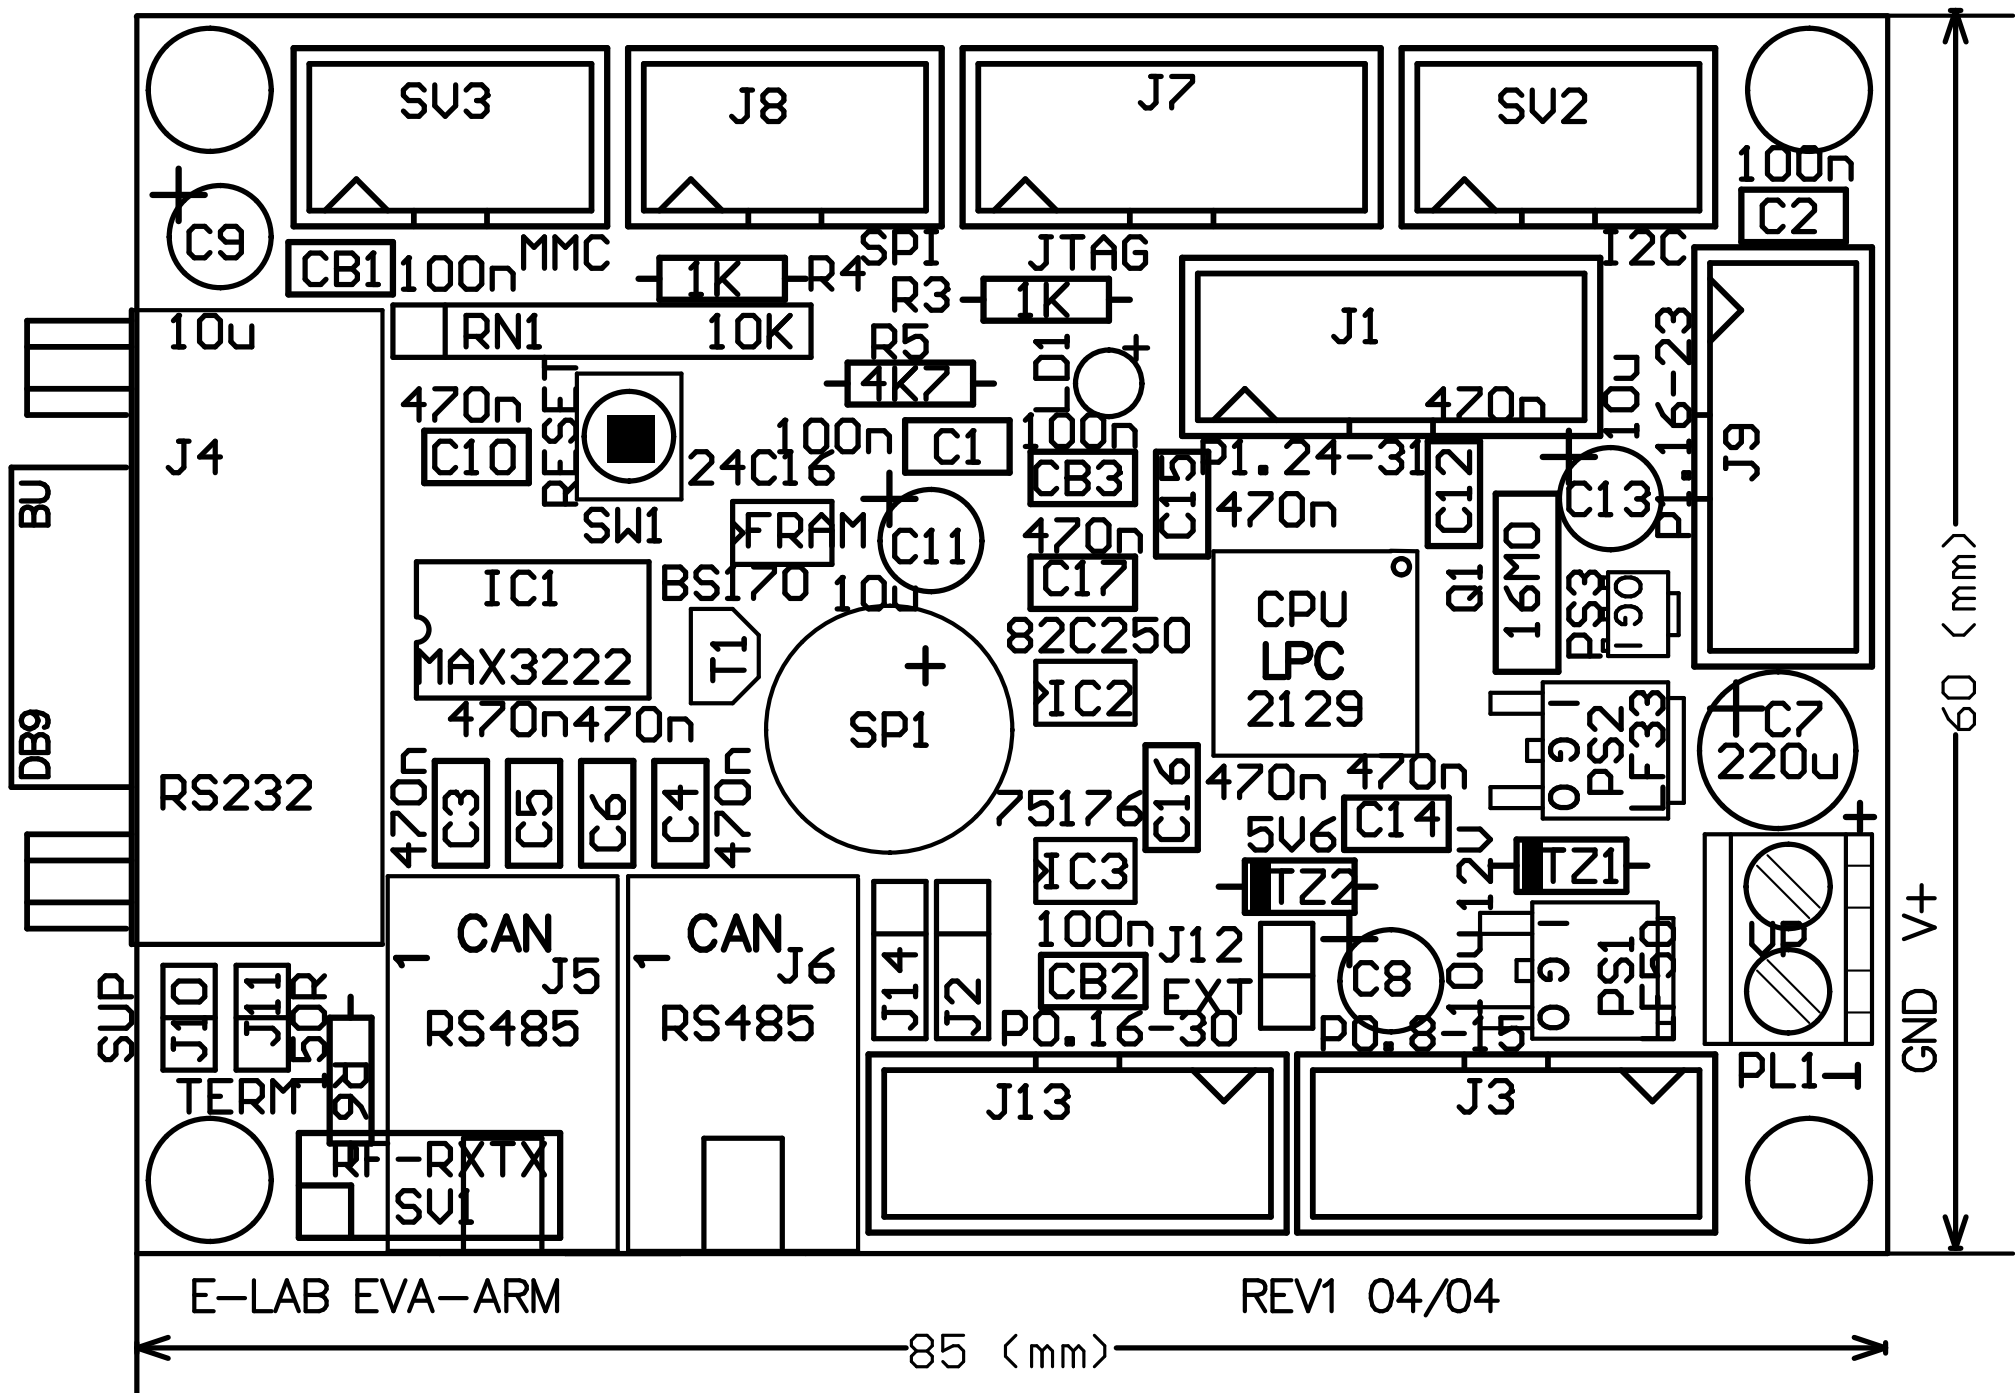 SV3
J8
J7
SV2
100n
C2
C9
CB1
100n
MMC
1K
R4
SPI
R3
JTAG
1K
I2C
10u
RN1
10K
R5
4K7
LD1
J1
470n
10u
P1.16-23
J9
J4
470n
C10
RESET
SW1
24C16
100n
C1
100n
CB3
C15
P1.24-31
470n
C12
C13
BU
FRAM
C11
470n
C17
Q1
16M0
PS3
OGI
IC1
MAX3222
BS170
10u
T1
82C250
IC2
CPU
LPC
2129
470n
470n
SP1
I G O
PS2
LF33
C7
220u
DB9
RS232
470n
C3
C5
C6
C4
470n
75176
C16
470n
470n
C14
5V6
IC3
TZ2
12V
TZ1
CAN
1
J5
RS485
CAN
1
J6
RS485
J14
J2
100n
CB2
J12
EXT
C8
10u
I G O
PS1
LF50
VP
V+
GND
SUP
J10
J11
TERM
150R
R6
P0.16-30
P0.8-15
PL1
1
J13
J3
RF-RXTX
SV1
60 (mm)
E-LAB EVA-ARM
REV1 04/04
85 (mm)